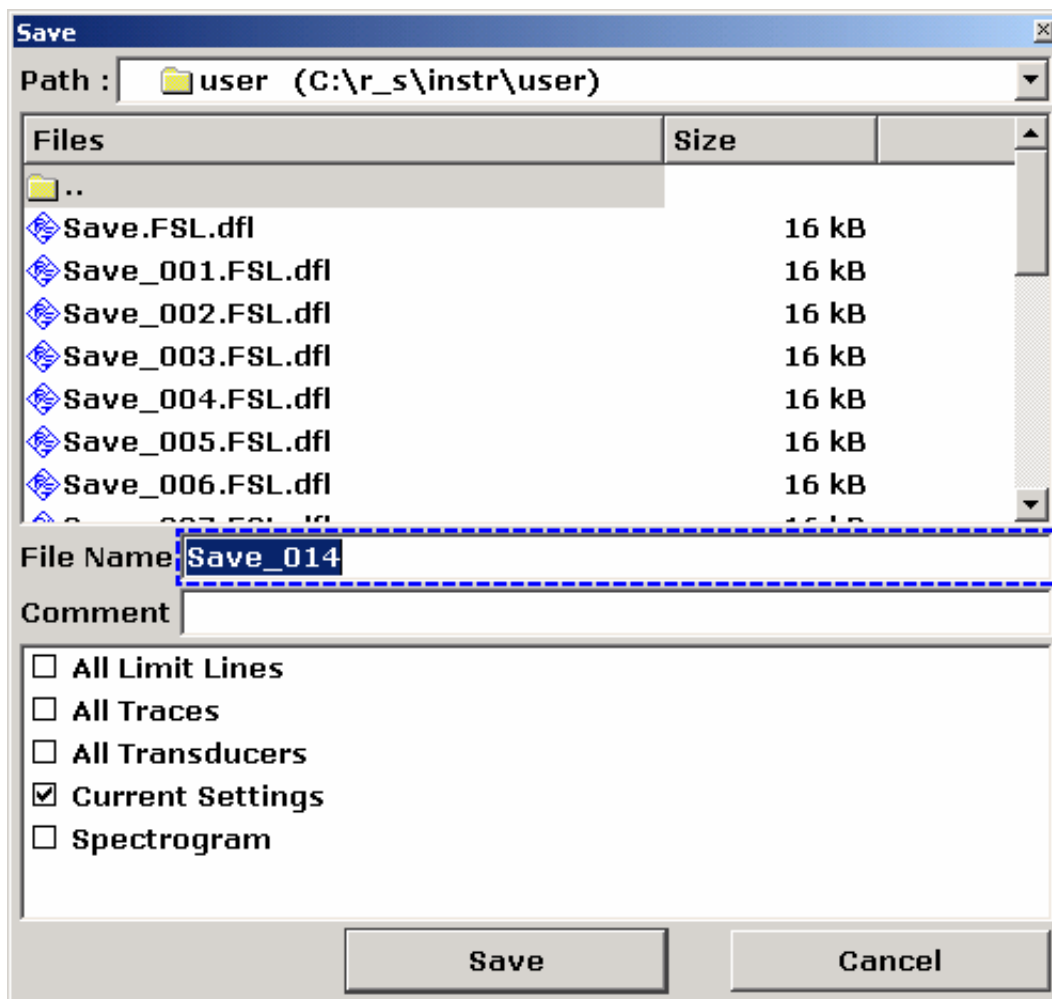 Save
Path : user (C:\r_s\instr\user)
Files Size
..
Save.FSL.dfl 16 kB
Save_001.FSL.dfl 16 kB
Save_002.FSL.dfl 16 kB
Save_003.FSL.dfl 16 kB
Save_004.FSL.dfl 16 kB
Save_005.FSL.dfl 16 kB
Save_006.FSL.dfl 16 kB
File Name Save_014
Comment
All Limit Lines
All Traces
All Transducers
Current Settings
Spectrogram
Save Cancel